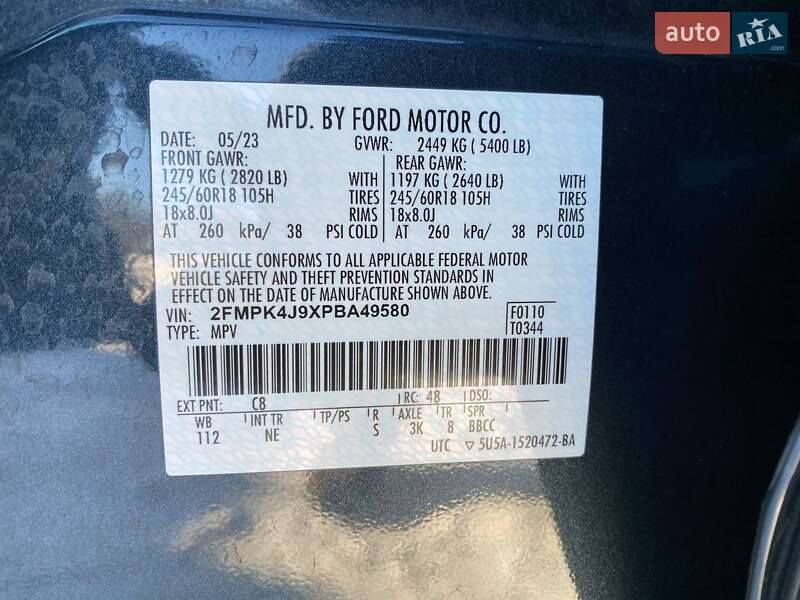 auto RIA
.com
MFD. BY FORD MOTOR CO.
DATE: 05/23 GVWR: 2449 KG ( 5400 LB)
FRONT GAWR: REAR GAWR:
1279 KG ( 2820 LB) WITH 1197 KG ( 2640 LB) WITH
245/60R18 105H TIRES 245/60R18 105H TIRES
18x8.0J RIMS 18x8.0J RIMS
AT 260 kPa/ 38 PSI COLD AT 260 kPa/ 38 PSI COLD
THIS VEHICLE CONFORMS TO ALL APPLICABLE FEDERAL MOTOR
VEHICLE SAFETY AND THEFT PREVENTION STANDARDS IN
EFFECT ON THE DATE OF MANUFACTURE SHOWN ABOVE.
VIN: 2FMPK4J9XPBA49580 F0110
TYPE: MPV T0344
EXT PNT: C8 RC: 48 DSO:
WB INT TR TP/PS R AXLE TR SPR
112 NE S 3K 8 BBCC
UTC ▽ 5U5A-1520472-BA